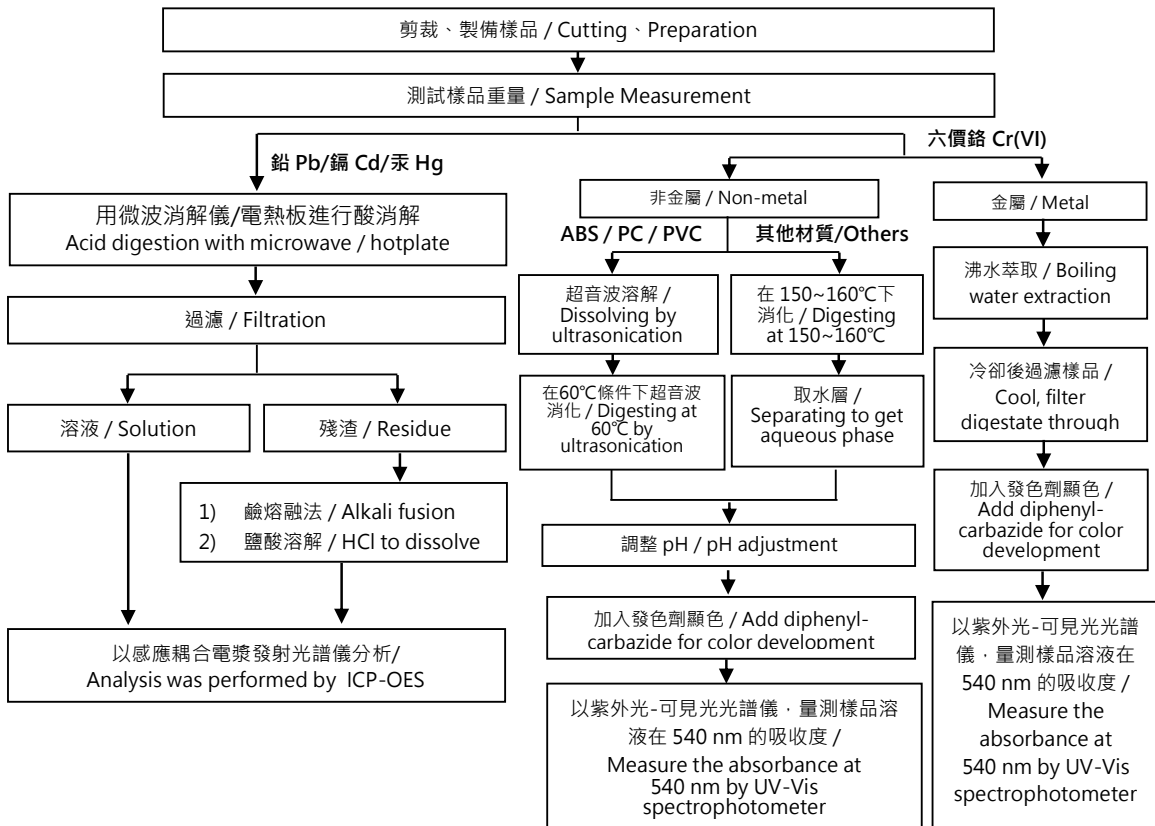 剪裁、製備樣品 / Cutting、Preparation
測試樣品重量 / Sample Measurement
鉛 Pb/鎘 Cd/汞 Hg
六價鉻 Cr(VI)
用微波消解儀/電熱板進行酸消解
Acid digestion with microwave / hotplate
過濾 / Filtration
溶液 / Solution
殘渣 / Residue
1) 鹼熔融法 / Alkali fusion
2) 鹽酸溶解 / HCl to dissolve
以感應耦合電漿發射光譜儀分析/
Analysis was performed by ICP-OES
非金屬 / Non-metal
ABS / PC / PVC
其他材質/Others
超音波溶解 /
Dissolving by
ultrasonication
在60℃條件下超音波
消化 / Digesting at
60℃ by
ultrasonication
在 150~160℃下
消化 / Digesting
at 150~160℃
取水層 /
Separating to get
aqueous phase
調整 pH / pH adjustment
加入發色劑顯色 / Add diphenyl-
carbazide for color development
以紫外光-可見光光譜儀，量測樣品溶
液在 540 nm 的吸收度 /
Measure the absorbance at
540 nm by UV-Vis
spectrophotometer
金屬 / Metal
沸水萃取 / Boiling
water extraction
冷卻後過濾樣品 /
Cool, filter
digestate through
加入發色劑顯色 /
Add diphenyl-
carbazide for color
development
以紫外光-可見光光譜
儀，量測樣品溶液在
540 nm 的吸收度 /
Measure the
absorbance at
540 nm by UV-Vis
spectrophotometer